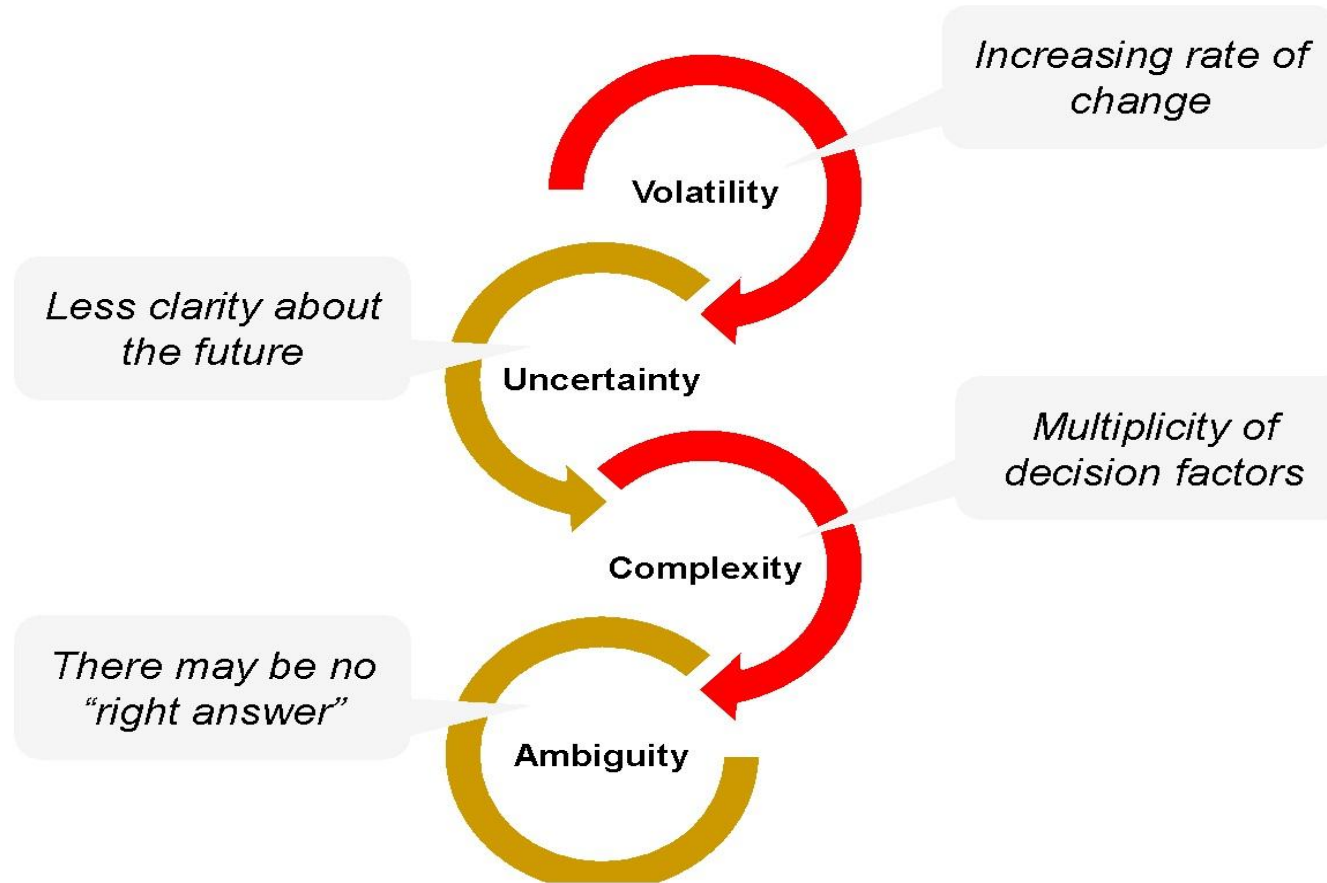 Increasing rate of
change
Volatility
Less clarity about
the future
Uncertainty
Multiplicity of
decision factors
Complexity
There may be no
“right answer”
Ambiguity